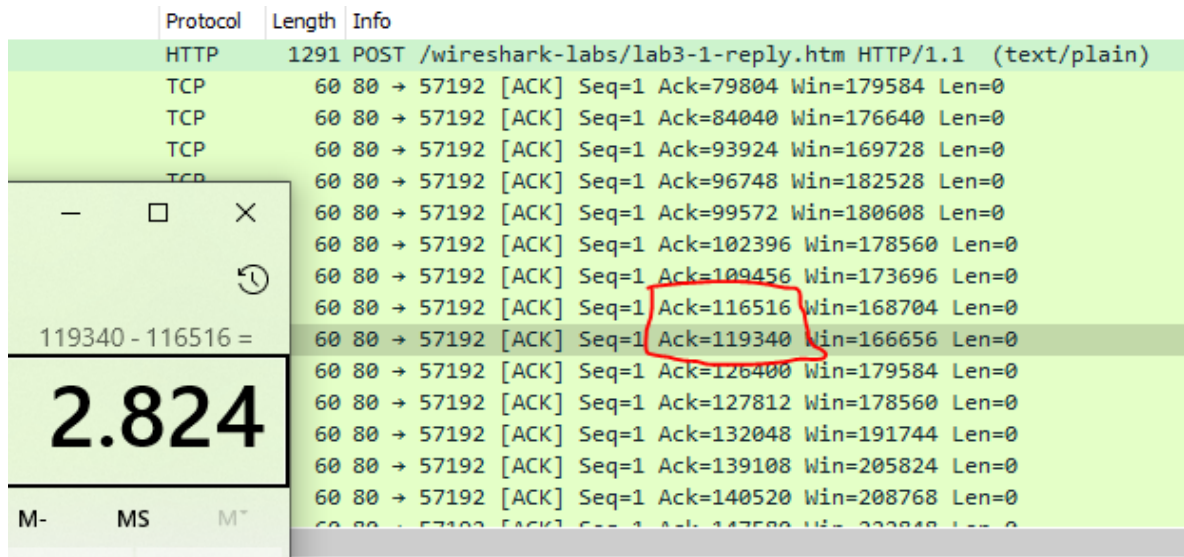 Protocol Length Info
HTTP 1291 POST /wireshark-labs/lab3-1-reply.htm HTTP/1.1 (text/plain)
TCP 60 80 → 57192 [ACK] Seq=1 Ack=79804 Win=179584 Len=0
TCP 60 80 → 57192 [ACK] Seq=1 Ack=84040 Win=176640 Len=0
TCP 60 80 → 57192 [ACK] Seq=1 Ack=93924 Win=169728 Len=0
TCP 60 80 → 57192 [ACK] Seq=1 Ack=96748 Win=182528 Len=0
60 80 → 57192 [ACK] Seq=1 Ack=99572 Win=180608 Len=0
60 80 → 57192 [ACK] Seq=1 Ack=102396 Win=178560 Len=0
60 80 → 57192 [ACK] Seq=1 Ack=109456 Win=173696 Len=0
60 80 → 57192 [ACK] Seq=1 Ack=116516 Win=168704 Len=0
60 80 → 57192 [ACK] Seq=1 Ack=119340 Win=166656 Len=0
60 80 → 57192 [ACK] Seq=1 Ack=126400 Win=179584 Len=0
60 80 → 57192 [ACK] Seq=1 Ack=127812 Win=178560 Len=0
60 80 → 57192 [ACK] Seq=1 Ack=132048 Win=191744 Len=0
60 80 → 57192 [ACK] Seq=1 Ack=139108 Win=205824 Len=0
60 80 → 57192 [ACK] Seq=1 Ack=140520 Win=208768 Len=0
119340 - 116516 =
2.824
M- MS M